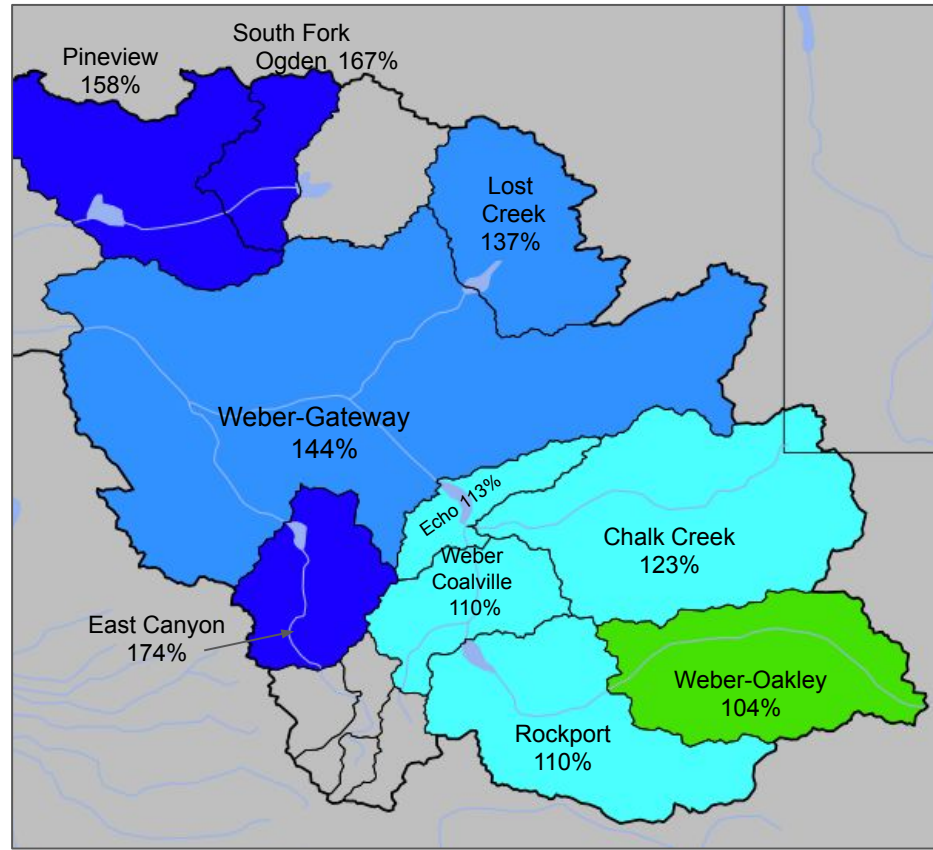 South Fork
Ogden 167%
Pineview
158%
Lost
Creek
137%
Weber-Gateway
144%
Echo 113%
Chalk Creek
123%
Weber
Coalville
110%
East Canyon
174%
Weber-Oakley
104%
Rockport
110%